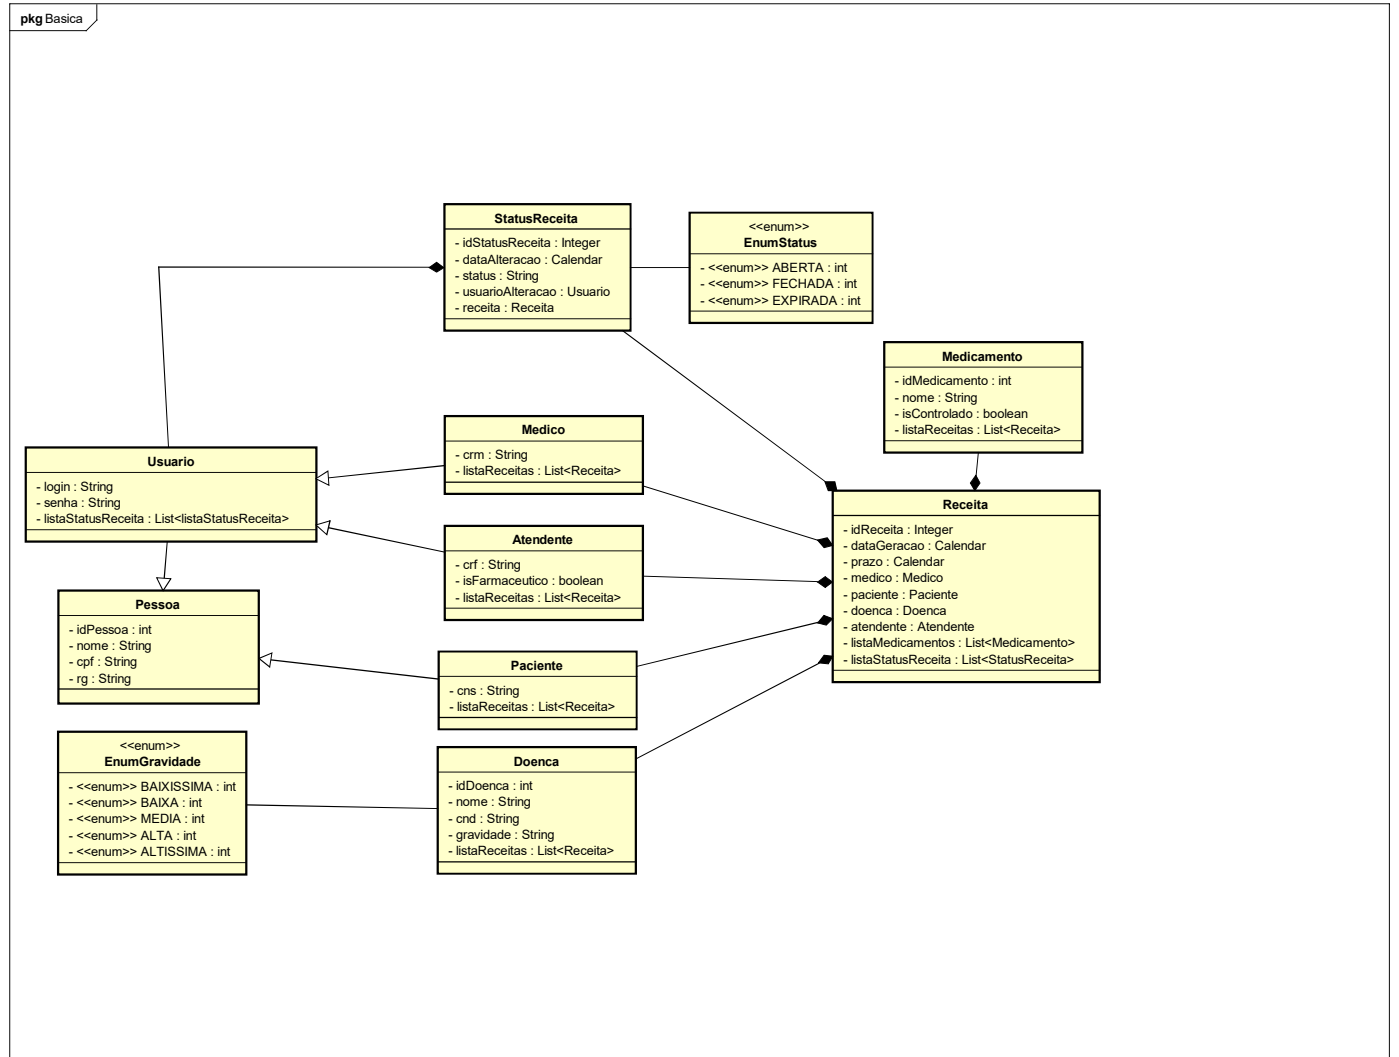 pkg Basica
StatusReceita
- idStatusReceita : Integer
- dataAlteracao : Calendar
- status : String
- usuarioAlteracao : Usuario
- receita : Receita
<<enum>>
EnumStatus
- <<enum>> ABERTA : int
- <<enum>> FECHADA : int
- <<enum>> EXPIRADA : int
Medicamento
- idMedicamento : int
- nome : String
- isControlado : boolean
- listaReceitas : List<Receita>
Medico
- crm : String
- listaReceitas : List<Receita>
Usuario
- login : String
- senha : String
- listaStatusReceita : List<listaStatusReceita>
Atendente
- crf : String
- isFarmaceutico : boolean
- listaReceitas : List<Receita>
Receita
- idReceita : Integer
- dataGeracao : Calendar
- prazo : Calendar
- medico : Medico
- paciente : Paciente
- doenca : Doenca
- atendente : Atendente
- listaMedicamentos : List<Medicamento>
- listaStatusReceita : List<StatusReceita>
Pessoa
- idPessoa : int
- nome : String
- cpf : String
- rg : String
Paciente
- cns : String
- listaReceitas : List<Receita>
<<enum>>
EnumGravidade
- <<enum>> BAIXISSIMA : int
- <<enum>> BAIXA : int
- <<enum>> MEDIA : int
- <<enum>> ALTA : int
- <<enum>> ALTISSIMA : int
Doenca
- idDoenca : int
- nome : String
- cnd : String
- gravidade : String
- listaReceitas : List<Receita>